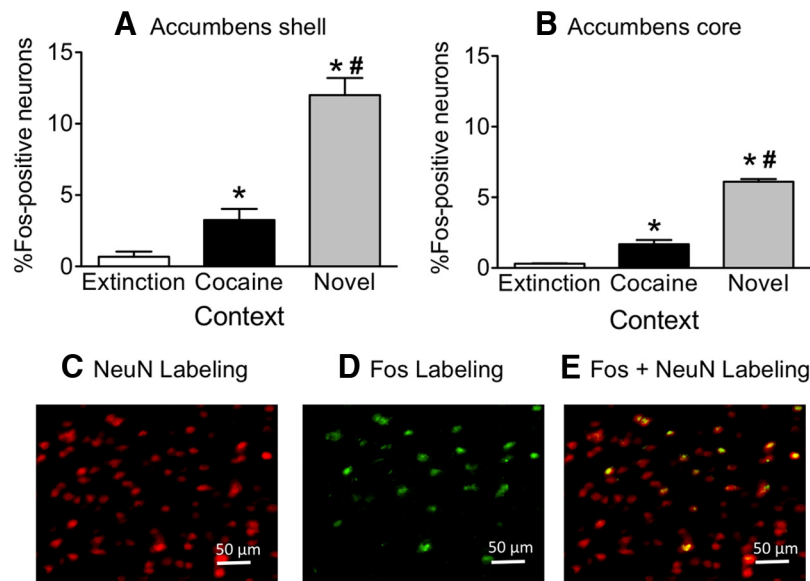 A Accumbens shell
%Fos-positive neurons
15
10
5
0
* #
*
Extinction Cocaine Novel
Context
B Accumbens core
%Fos-positive neurons
15
10
5
0
* #
*
Extinction Cocaine Novel
Context
C NeuN Labeling
50 µm
D Fos Labeling
50 µm
E Fos + NeuN Labeling
50 µm